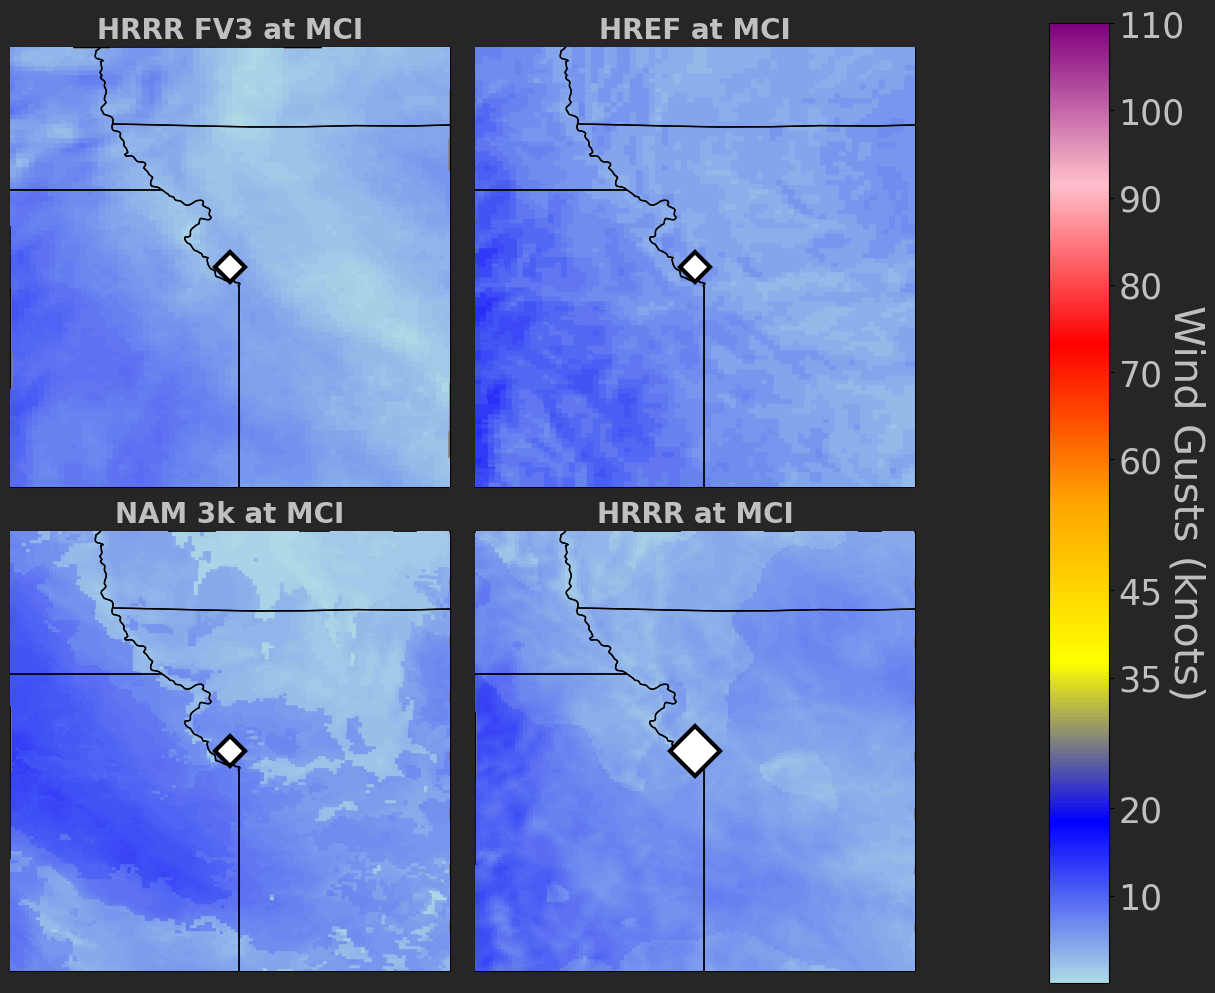 HRRR FV3 at MCI
HREF at MCI
NAM 3k at MCI
HRRR at MCI
110
100
90
80
70
60
45
35
20
10
Wind Gusts (knots)